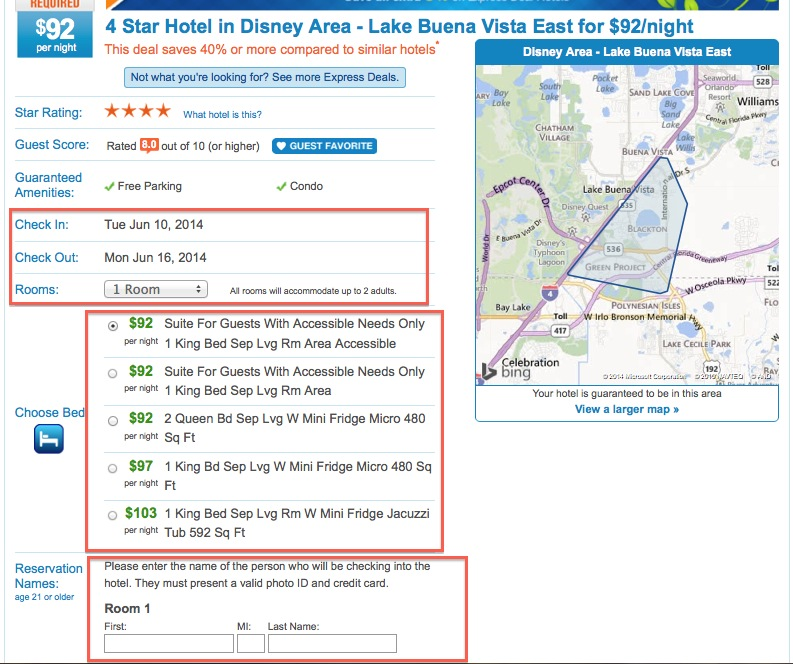 REQUIRED
$92
per night
4 Star Hotel in Disney Area - Lake Buena Vista East for $92/night
This deal saves 40% or more compared to similar hotels*
Not what you're looking for? See more Express Deals.
Star Rating:
What hotel is this?
Guest Score:
Rated 8.0 out of 10 (or higher)
GUEST FAVORITE
Guaranteed
Amenities:
Free Parking
Condo
Check In:
Tue Jun 10, 2014
Check Out:
Mon Jun 16, 2014
Rooms:
1 Room
All rooms will accommodate up to 2 adults.
Choose Bed
$92
per night
Suite For Guests With Accessible Needs Only
1 King Bed Sep Lvg Rm Area Accessible
$92
per night
Suite For Guests With Accessible Needs Only
1 King Bed Sep Lvg Rm Area
$92
per night
2 Queen Bd Sep Lvg W Mini Fridge Micro 480
Sq Ft
$97
per night
1 King Bd Sep Lvg W Mini Fridge Micro 480 Sq
Ft
$103
per night
1 King Bed Sep Lvg Rm W Mini Fridge Jacuzzi
Tub 592 Sq Ft
Reservation
Names:
age 21 or older
Please enter the name of the person who will be checking into the
hotel. They must present a valid photo ID and credit card.
Room 1
First:
MI:
Last Name:
Disney Area - Lake Buena Vista East
Toll
528
Pocket
Lake
South
Lake
Bay
Lake
SAND LAKE COVE
Seaworld
Orlando
Resort
Williams
Big
Sand
Lake
Central Florida Pkwy
CHATHAM
VILLAGE
Lake
Willis
BUENA VISTA
International Dr S
Epcot Center Dr
Lake Buena Vista
Disney Quest
535
BLACKTON
E Buena Vista Dr
World Dr
Disney's
Typhoon
Lagoon
536
GREEN PROJECT
Central Florida Greeneway
W Osceola Pkwy
Toll
522
4
Bay Lake
POLYNESIAN ISLES
Toll
417
W Irlo Bronson Memorial Hwy
LAKE CECILE PARK
192
Celebration
bing
Your hotel is guaranteed to be in this area
View a larger map »